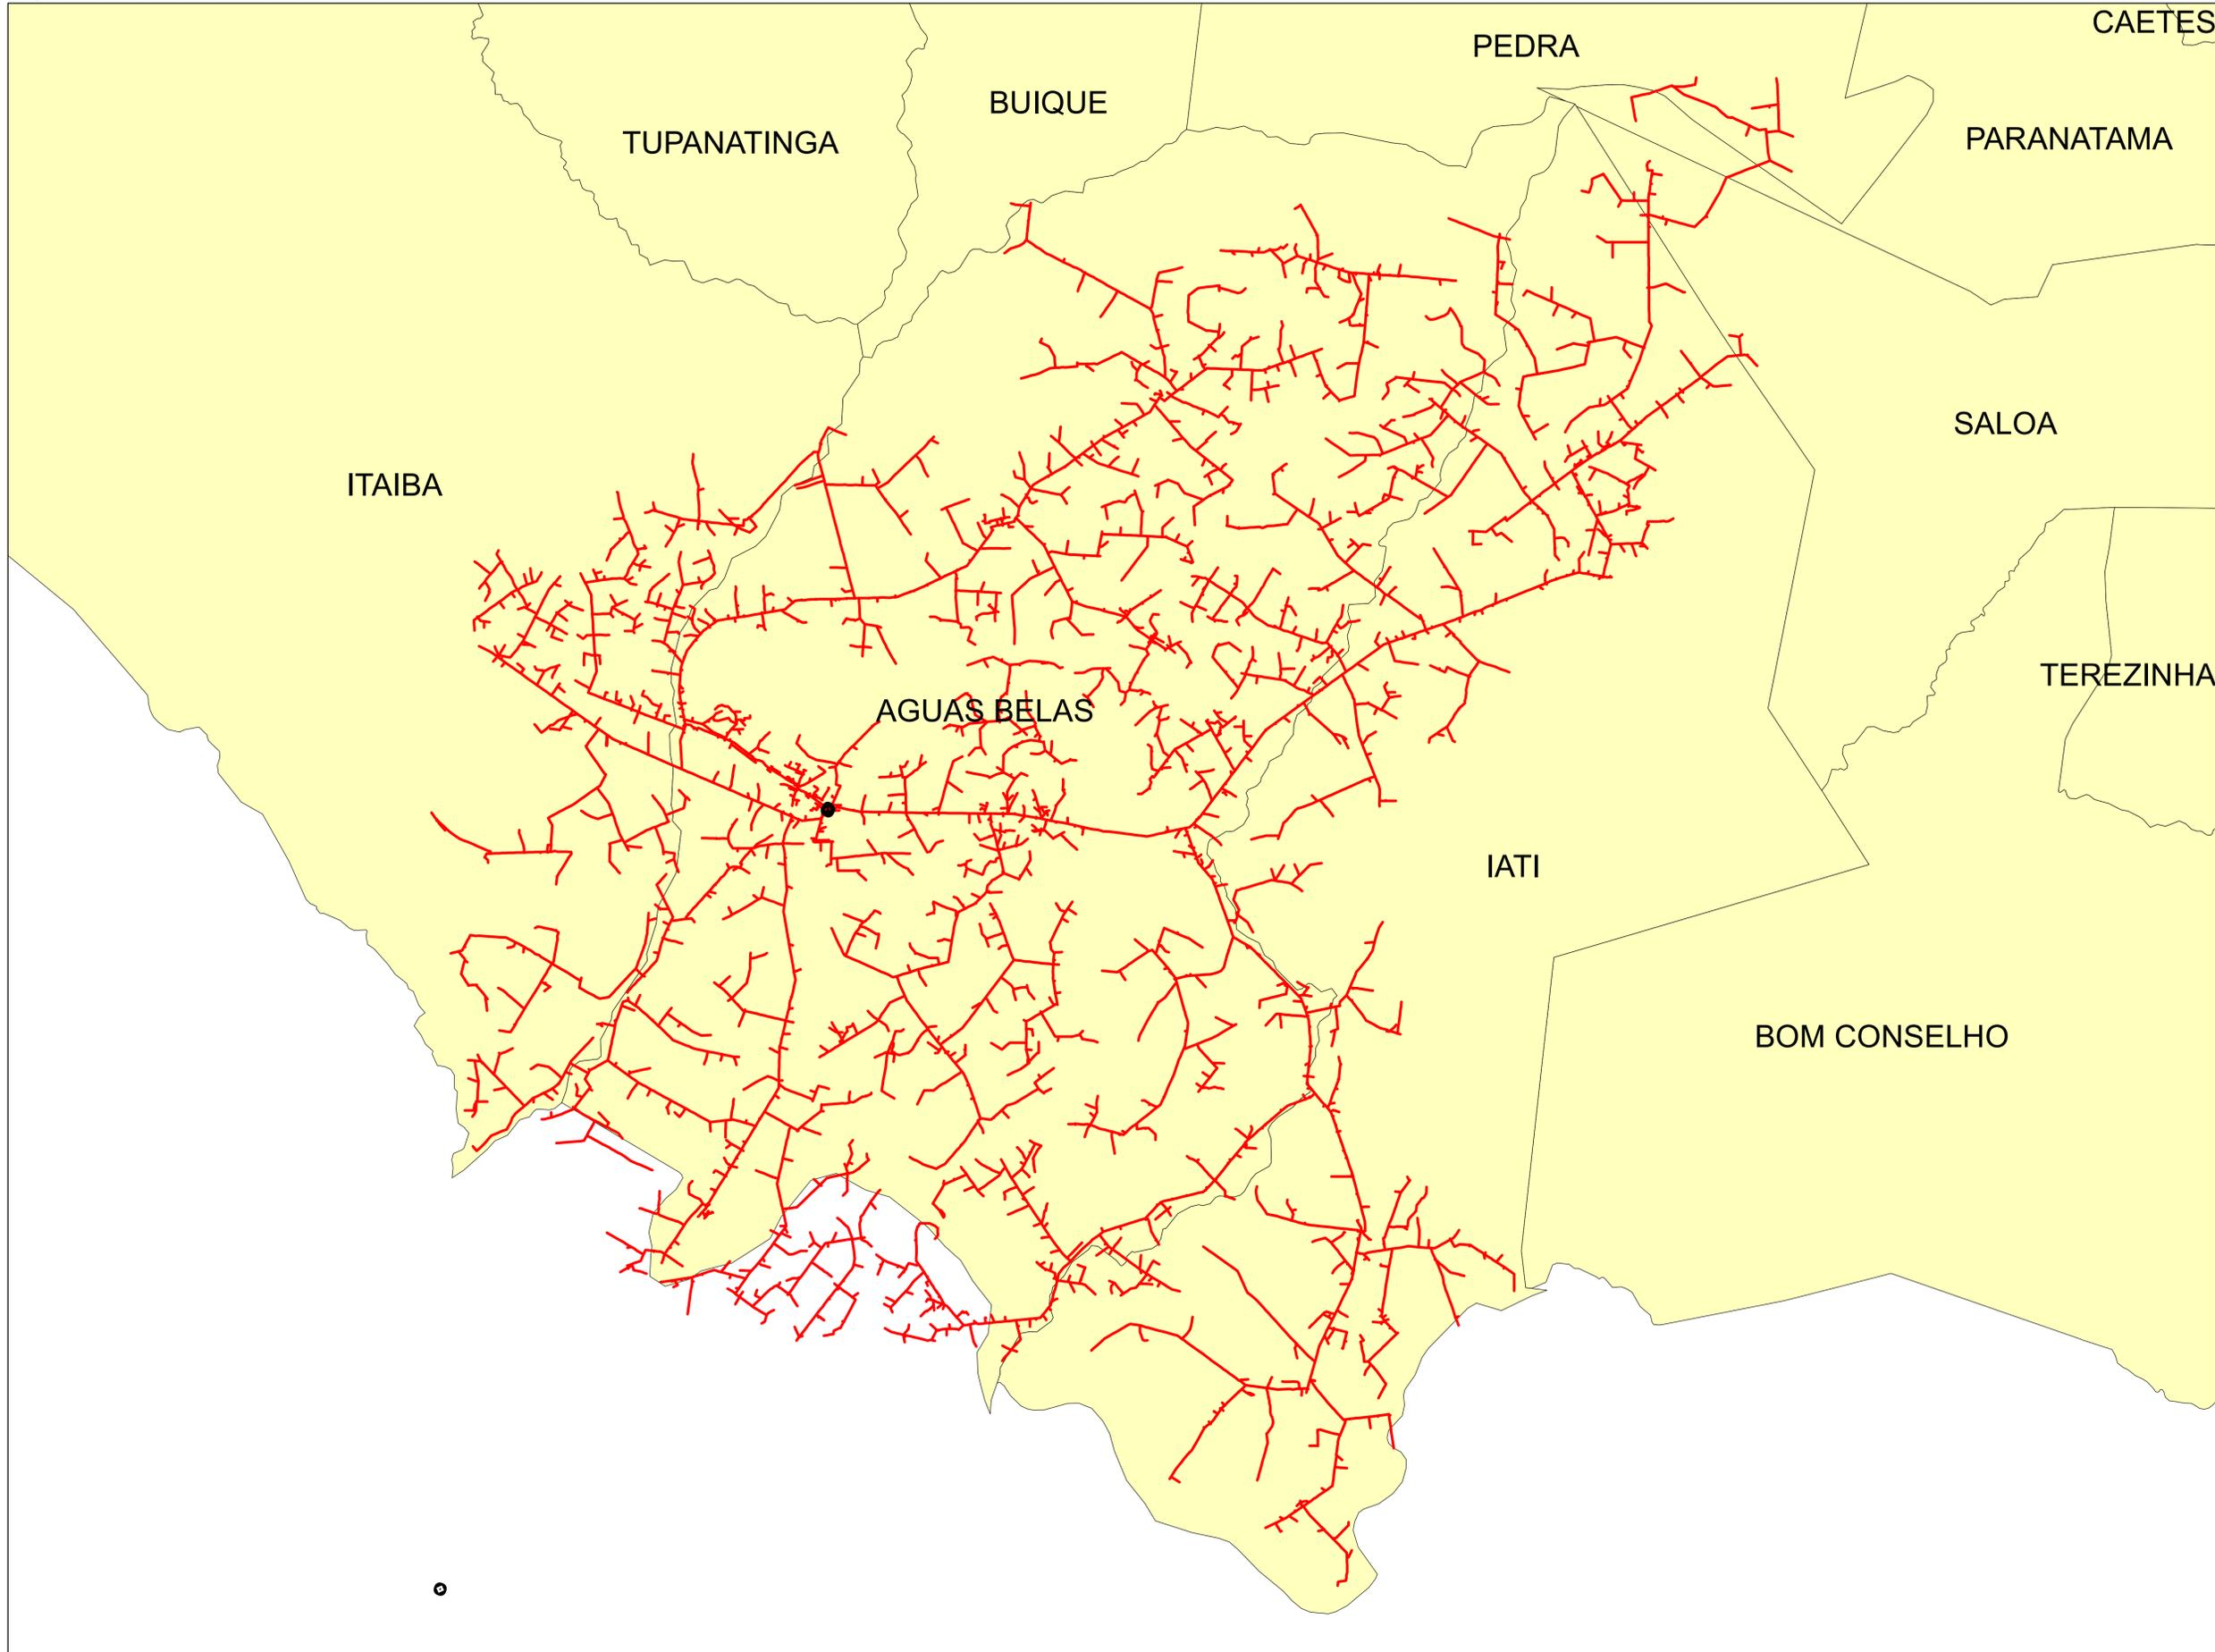 CAETES
PEDRA
BUIQUE
TUPANATINGA
PARANATAMA
SALOA
ITAIBA
TEREZINHA
AGUAS BELAS
IATI
BOM CONSELHO